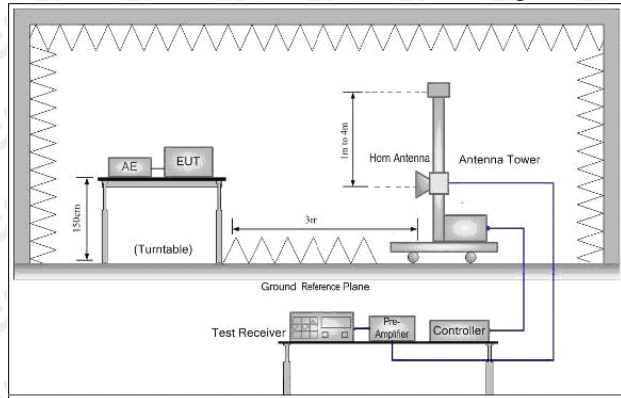 1m to 4m
Horn Antenna
Antenna Tower
AE
EUT
150cm
3m
(Turntable)
Ground Reference Plane
Test Receiver
Pre-
Amplifier
Controller